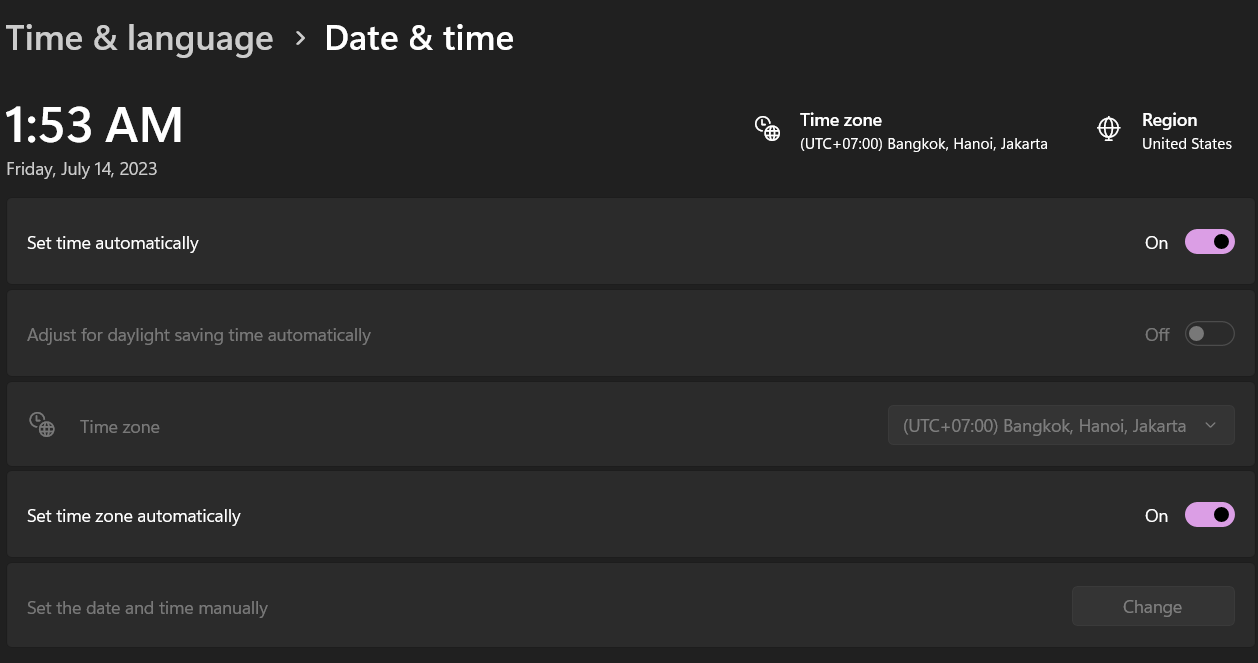 Time & language > Date & time
1:53 AM
Friday, July 14, 2023
Time zone
(UTC+07:00) Bangkok, Hanoi, Jakarta
Region
United States
Set time automatically On
Adjust for daylight saving time automatically Off
Time zone (UTC+07:00) Bangkok, Hanoi, Jakarta
Set time zone automatically On
Set the date and time manually Change